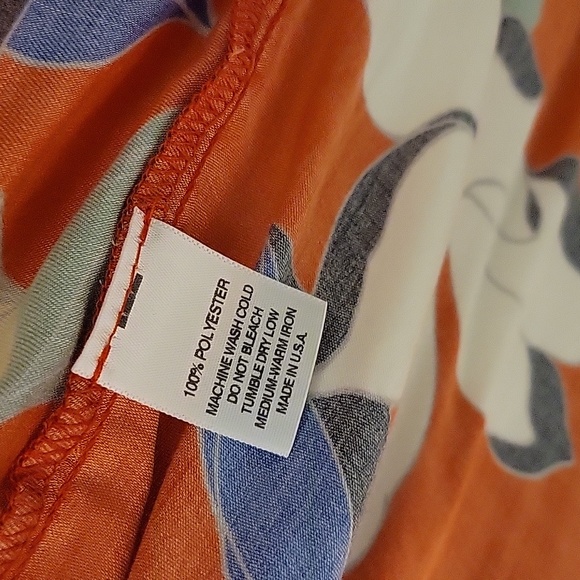 100% POLYESTER
MACHINE WASH COLD
DO NOT BLEACH
TUMBLE DRY LOW
MEDIUM-WARM IRON
MADE IN U.S.A.